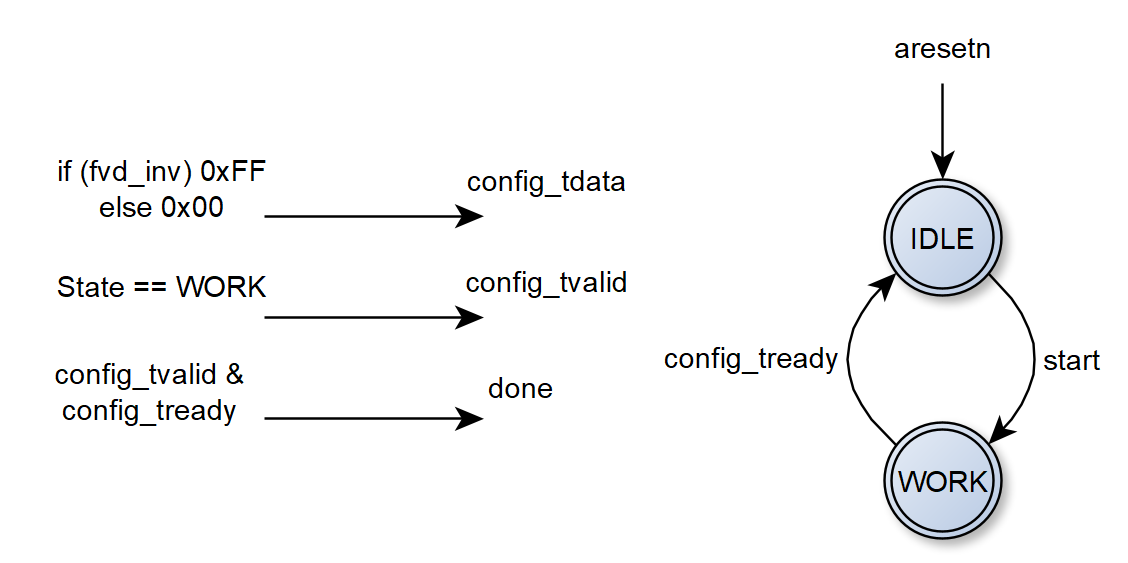 aresetn
if (fvd_inv) 0xFF
else 0x00
config_tdata
IDLE
State == WORK
config_tvalid
config_tready
start
config_tvalid &
config_tready
done
WORK